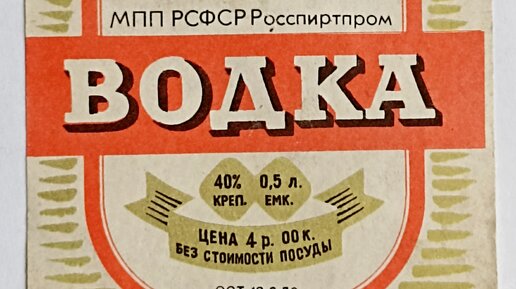 МПП РСФСР Росспиртпром
ВОДКА
40% 0,5 л.
КРЕП. ЕМК.
ЦЕНА 4 р. 00 к.
БЕЗ СТОИМОСТИ ПОСУДЫ